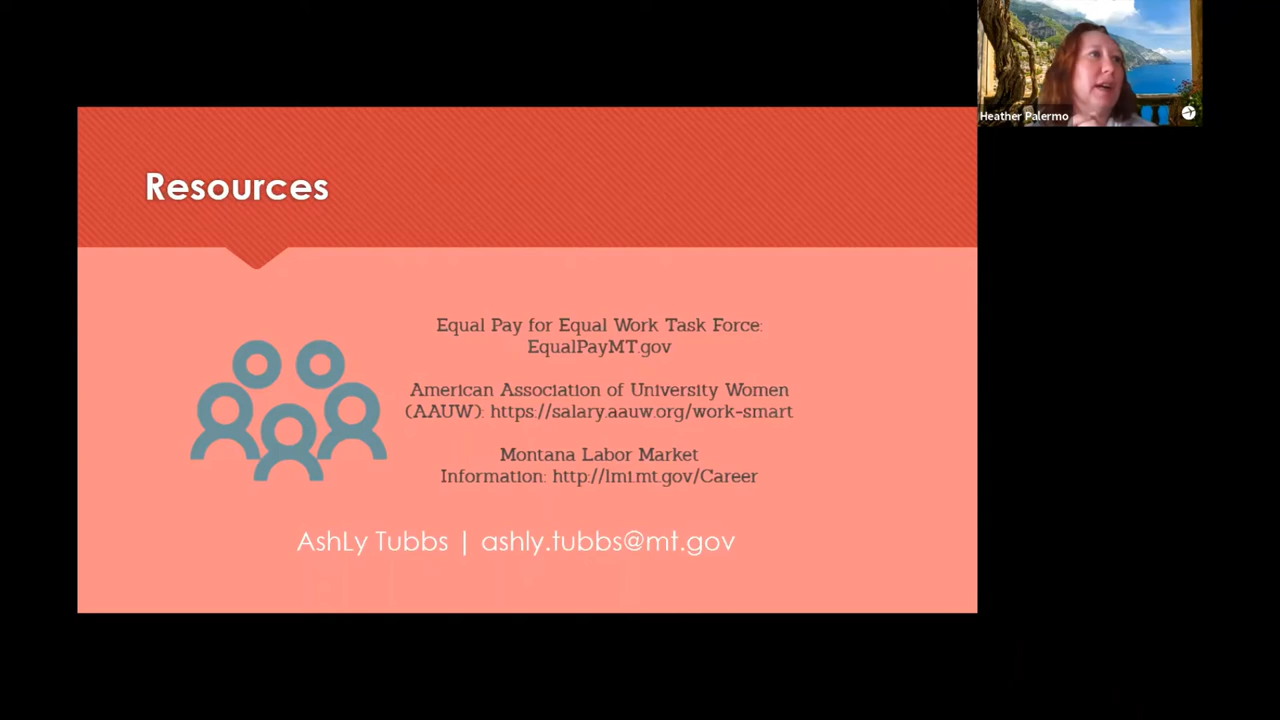 Heather Palermo
Resources
Equal Pay for Equal Work Task Force:
EqualPayMT.gov
American Association of University Women
(AAUW): https://salary.aauw.org/work-smart
Montana Labor Market
Information: http://lmi.mt.gov/Career
AshLy Tubbs | ashly.tubbs@mt.gov